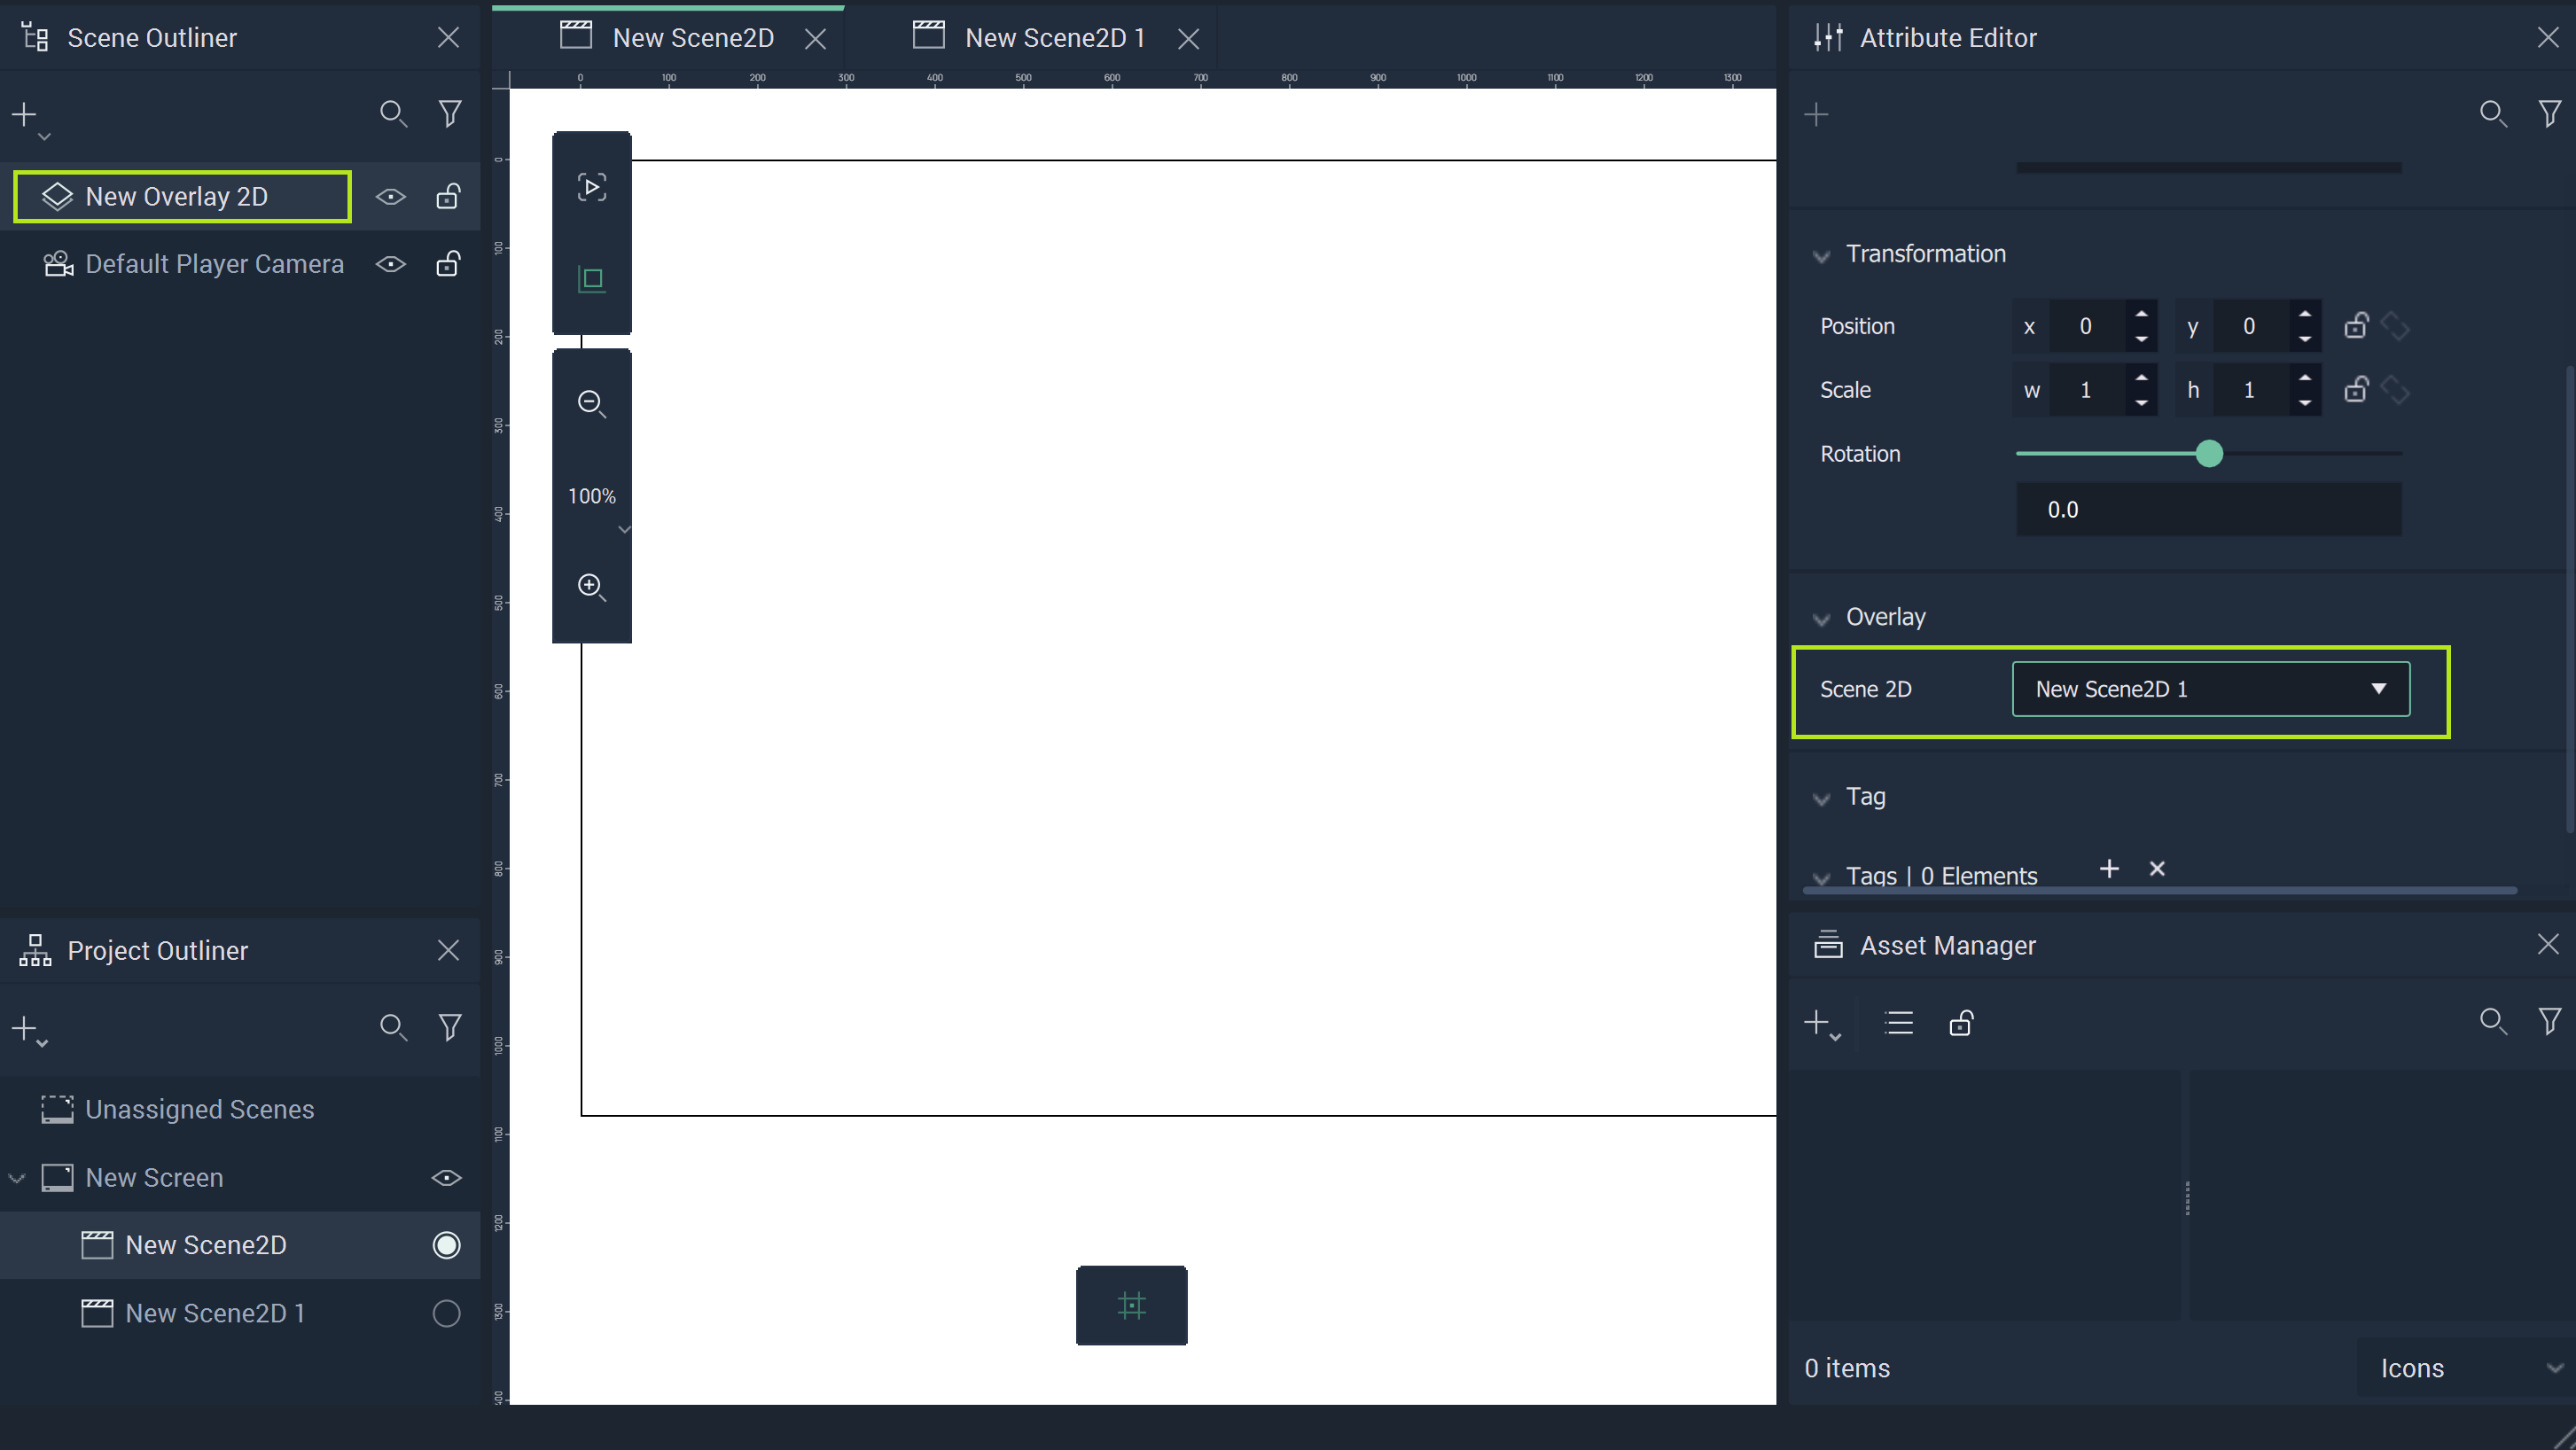 Scene Outliner
New Overlay 2D
Default Player Camera
Project Outliner
Unassigned Scenes
New Screen
New Scene2D
New Scene2D 1
New Scene2D
New Scene2D 1
0 100 200 300 400 500 600 700 800 900 1000 1100 1200 1300
0
100
200
300
400
500
600
700
800
900
1000
1100
1200
1300
400
100%
Attribute Editor
Transformation
Position x 0 y 0
Scale w 1 h 1
Rotation
0.0
Overlay
Scene 2D New Scene2D 1
Tag
Tags | 0 Elements
Asset Manager
0 items
Icons